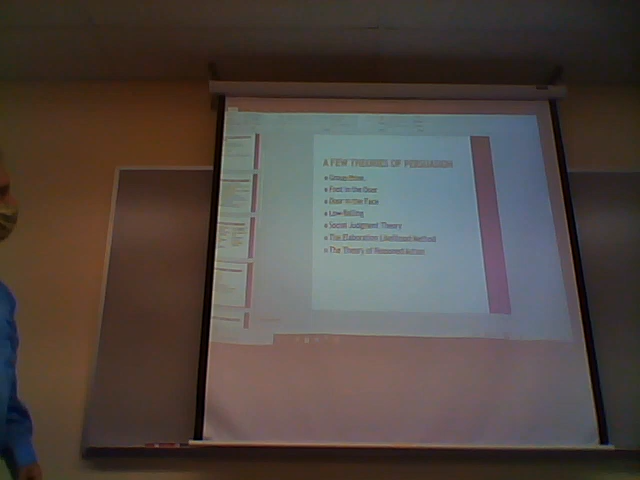 A FEW THEORIES OF PERSUASION
Groupthink
Foot in the Door
Door in the Face
Low-Balling
Social Judgment Theory
The Elaboration Likelihood Method
The Theory of Reasoned Action